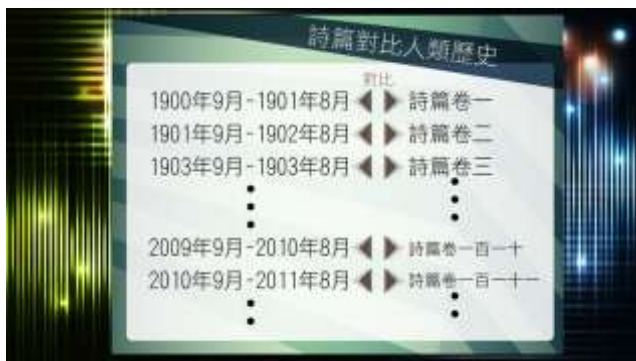 詩篇對比人類歷史
對比
1900年9月-1901年8月 ◀ ▶ 詩篇卷一
1901年9月-1902年8月 ◀ ▶ 詩篇卷二
1903年9月-1903年8月 ◀ ▶ 詩篇卷三
2009年9月-2010年8月 ◀ ▶ 詩篇卷一百一十
2010年9月-2011年8月 ◀ ▶ 詩篇卷一百一十一